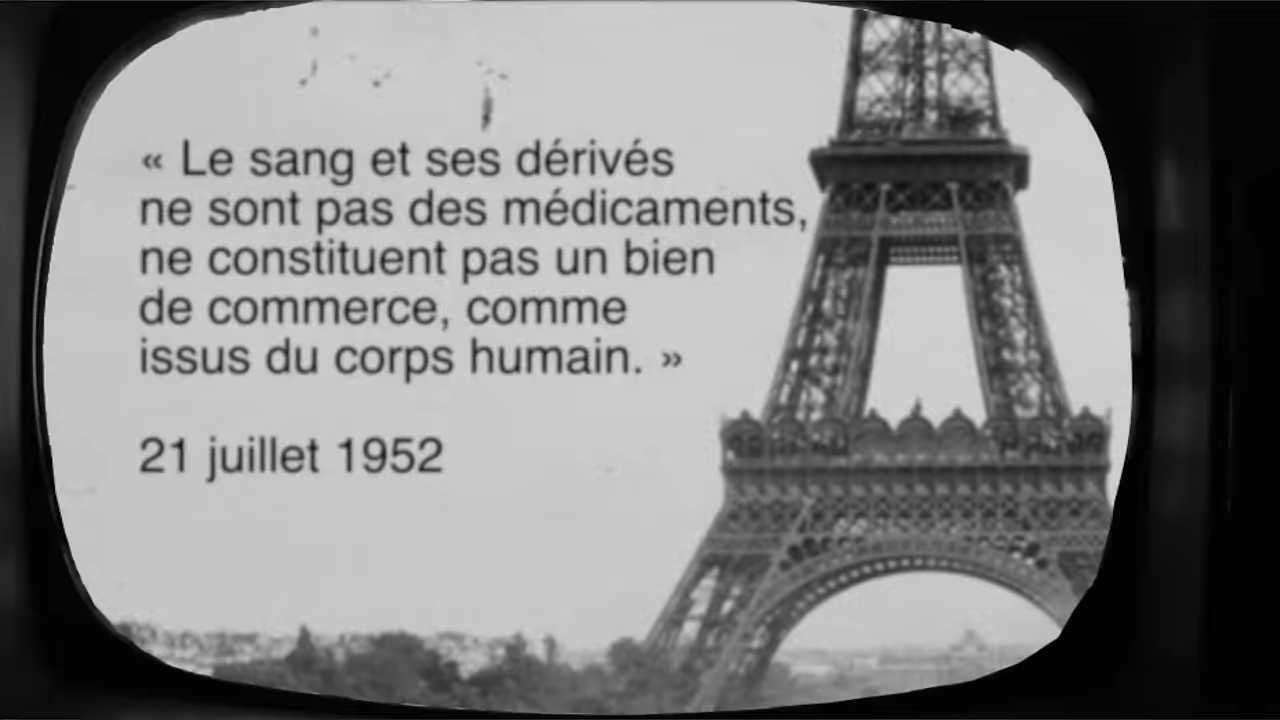 « Le sang et ses dérivés
ne sont pas des médicaments,
ne constituent pas un bien
de commerce, comme
issus du corps humain. »
21 juillet 1952